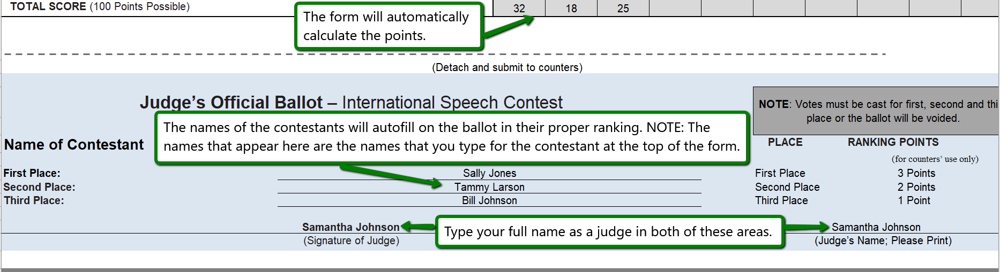 TOTAL SCORE (100 Points Possible)
32 18 25
The form will automatically
calculate the points.
(Detach and submit to counters)
Judge's Official Ballot – International Speech Contest
NOTE: Votes must be cast for first, second and thi
place or the ballot will be voided.
The names of the contestants will autofill on the ballot in their proper ranking. NOTE: The
names that appear here are the names that you type for the contestant at the top of the form.
Name of Contestant
PLACE RANKING POINTS
(for counters' use only)
First Place: Sally Jones First Place 3 Points
Second Place: Tammy Larson Second Place 2 Points
Third Place: Bill Johnson Third Place 1 Point
Samantha Johnson
(Signature of Judge)
Type your full name as a judge in both of these areas.
Samantha Johnson
(Judge's Name; Please Print)